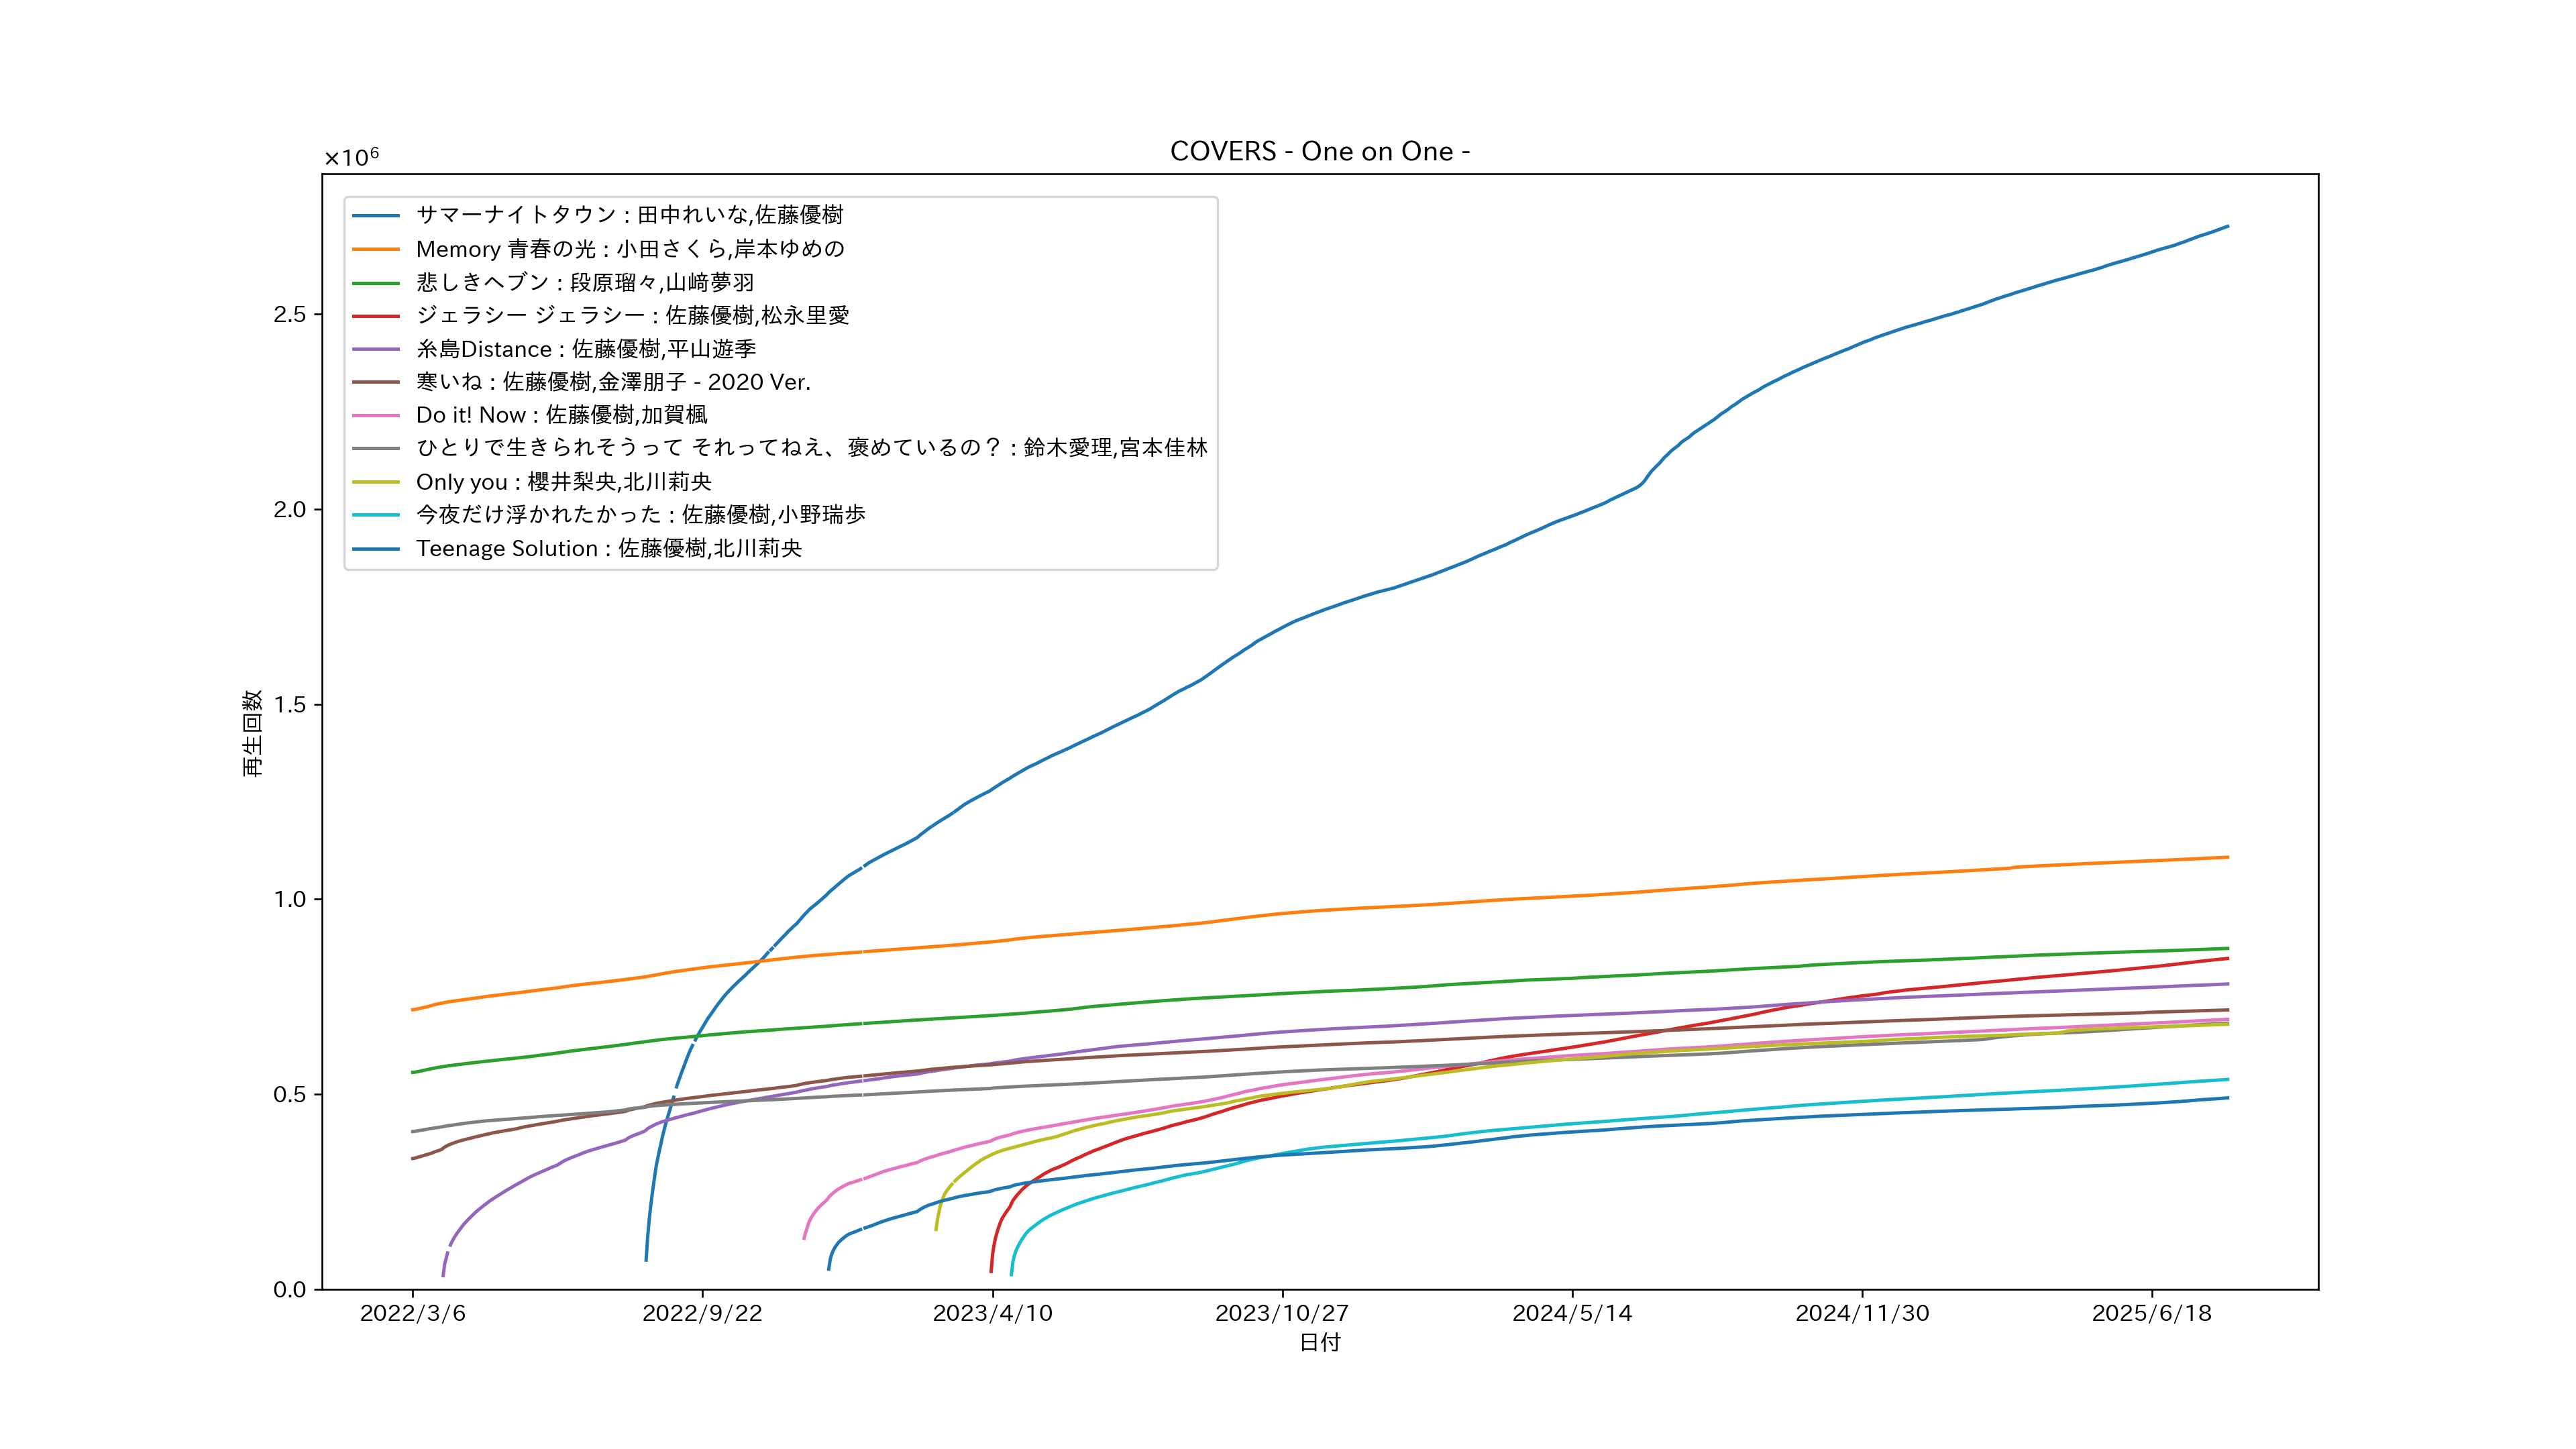 COVERS - One on One -
×10⁶
サマーナイトタウン : 田中れいな,佐藤優樹
Memory 青春の光 : 小田さくら,岸本ゆめの
悲しきヘブン : 段原瑠々,山﨑夢羽
ジェラシー ジェラシー : 佐藤優樹,松永里愛
糸島Distance : 佐藤優樹,平山遊季
寒いね : 佐藤優樹,金澤朋子 - 2020 Ver.
Do it! Now : 佐藤優樹,加賀楓
ひとりで生きられそうって それってねえ、褒めているの？ : 鈴木愛理,宮本佳林
Only you : 櫻井梨央,北川莉央
今夜だけ浮かれたかった : 佐藤優樹,小野瑞歩
Teenage Solution : 佐藤優樹,北川莉央
2.5
2.0
1.5
1.0
0.5
0.0
再生回数
2022/3/6 2022/9/22 2023/4/10 2023/10/27 2024/5/14 2024/11/30 2025/6/18
日付